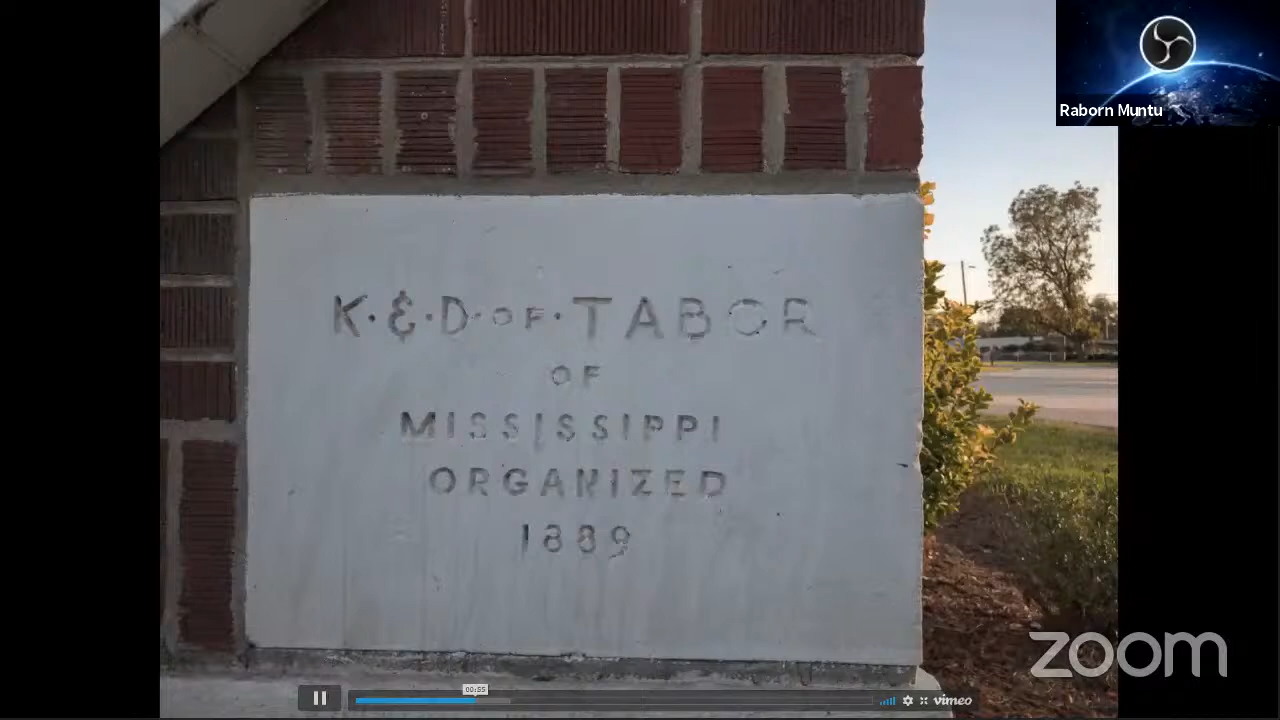 Raborn Muntu
K·&·D·OF·TABOR
OF
MISSISSIPPI
ORGANIZED
1889
zoom
00:55
vimeo